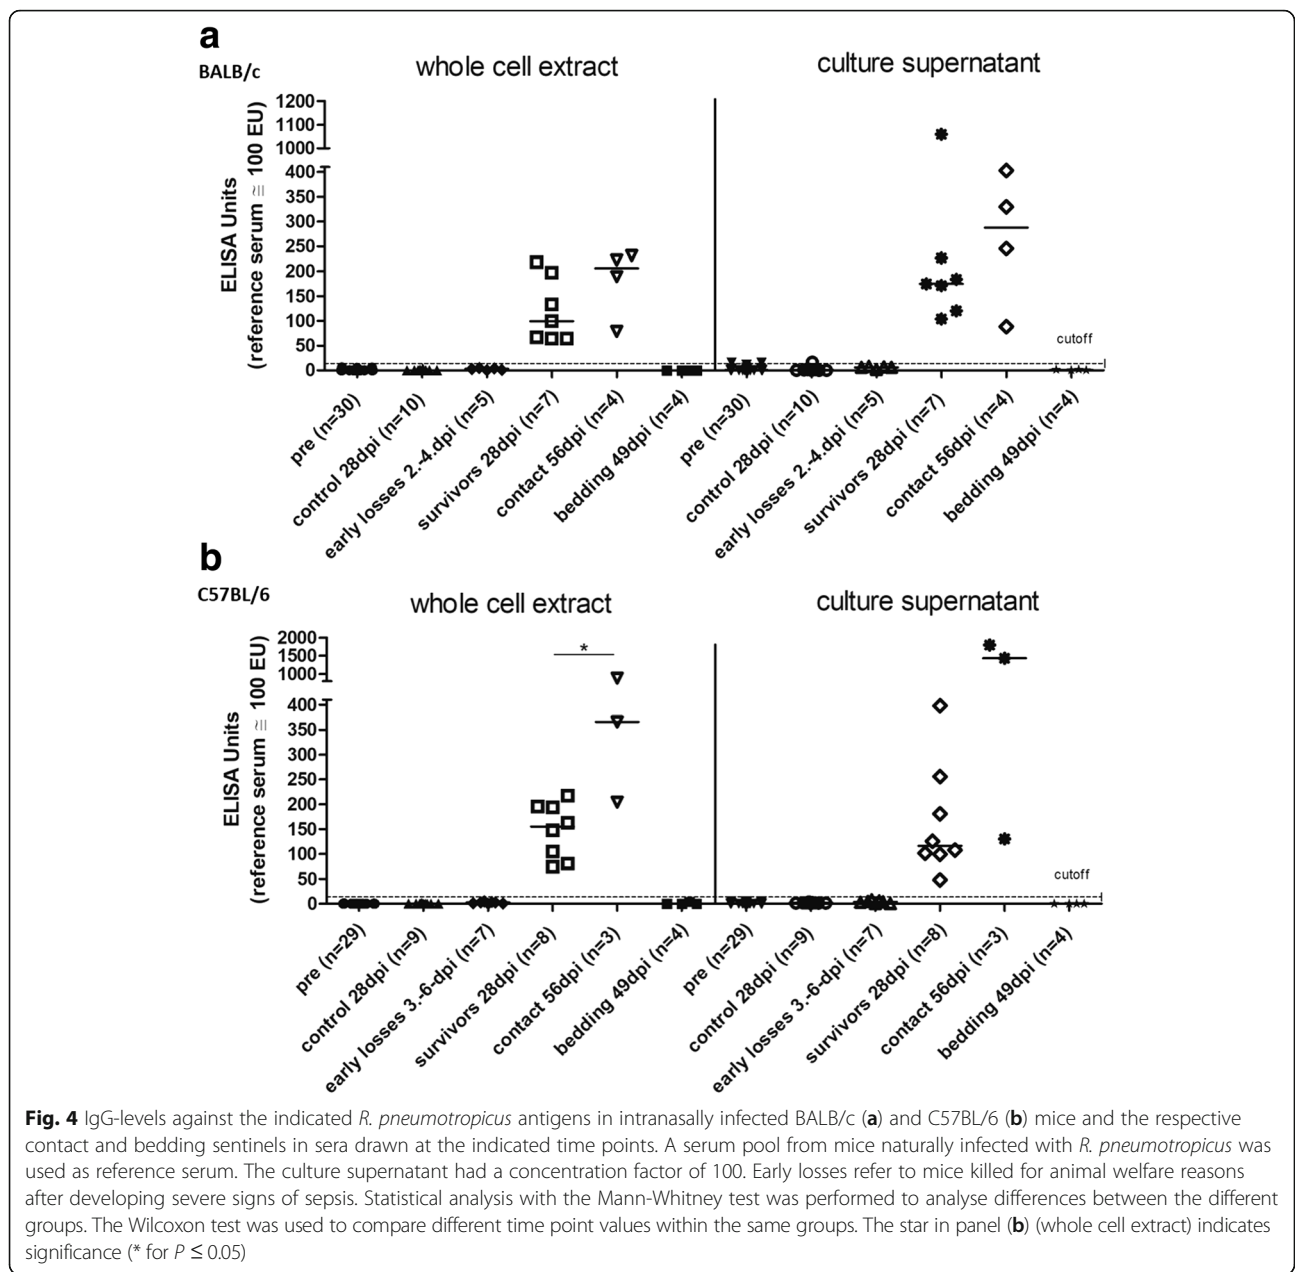 a
BALB/c
whole cell extract
culture supernatant
ELISA Units
(reference serum ≅ 100 EU)
1200
1100
1000
400
350
300
250
200
150
100
50
0
cutoff
pre (n=30)
control 28dpi (n=10)
early losses 2.-4.dpi (n=5)
survivors 28dpi (n=7)
contact 56dpi (n=4)
bedding 49dpi (n=4)
pre (n=30)
control 28dpi (n=10)
early losses 2.-4.dpi (n=5)
survivors 28dpi (n=7)
contact 56dpi (n=4)
bedding 49dpi (n=4)
b
C57BL/6
whole cell extract
culture supernatant
ELISA Units
(reference serum ≅ 100 EU)
2000
1500
1000
400
350
300
250
200
150
100
50
0
*
cutoff
pre (n=29)
control 28dpi (n=9)
early losses 3.-6-dpi (n=7)
survivors 28dpi (n=8)
contact 56dpi (n=3)
bedding 49dpi (n=4)
pre (n=29)
control 28dpi (n=9)
early losses 3.-6-dpi (n=7)
survivors 28dpi (n=8)
contact 56dpi (n=3)
bedding 49dpi (n=4)
Fig. 4 IgG-levels against the indicated R. pneumotropicus antigens in intranasally infected BALB/c (a) and C57BL/6 (b) mice and the respective
contact and bedding sentinels in sera drawn at the indicated time points. A serum pool from mice naturally infected with R. pneumotropicus was
used as reference serum. The culture supernatant had a concentration factor of 100. Early losses refer to mice killed for animal welfare reasons
after developing severe signs of sepsis. Statistical analysis with the Mann-Whitney test was performed to analyse differences between the different
groups. The Wilcoxon test was used to compare different time point values within the same groups. The star in panel (b) (whole cell extract) indicates
significance (* for P ≤ 0.05)